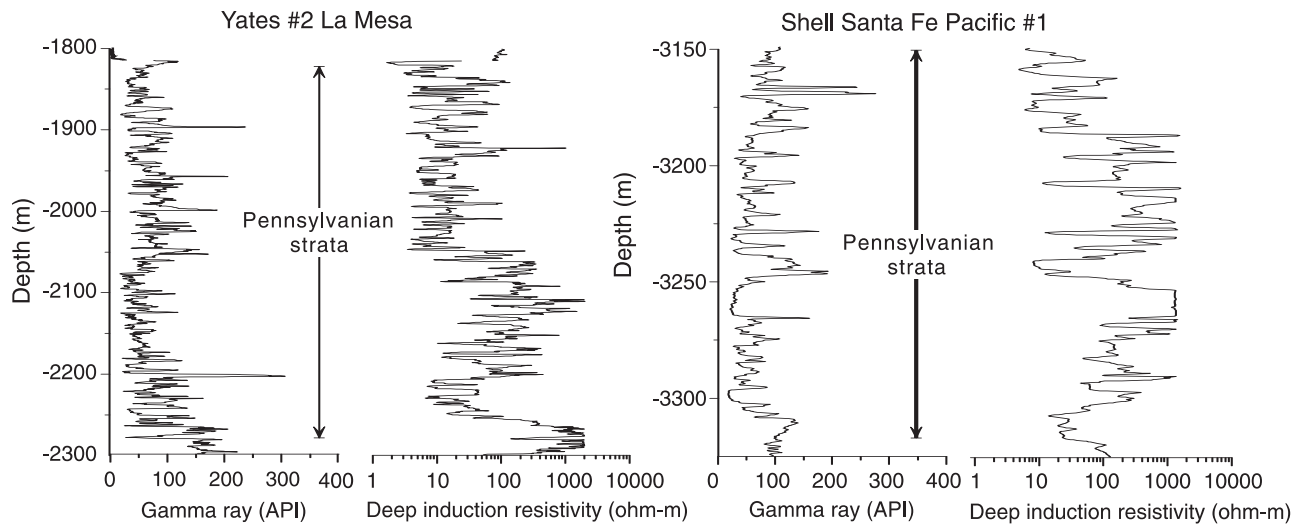 Yates #2 La Mesa
Shell Santa Fe Pacific #1
Depth (m)
-1800
-1900
-2000
-2100
-2200
-2300
Pennsylvanian
strata
0 100 200 300 400
Gamma ray (API)
1 10 100 1000 10000
Deep induction resistivity (ohm-m)
Depth (m)
-3150
-3200
-3250
-3300
Pennsylvanian
strata
0 100 200 300 400
Gamma ray (API)
1 10 100 1000 10000
Deep induction resistivity (ohm-m)